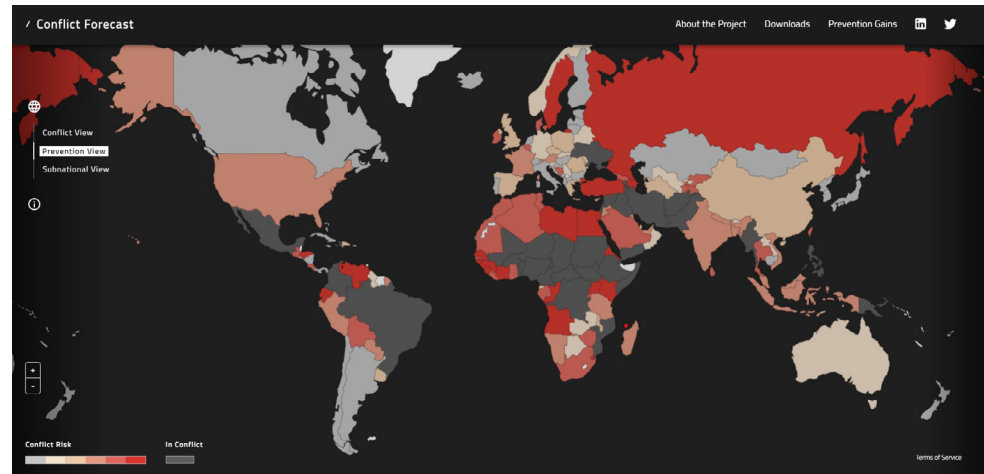 Conflict Forecast
About the Project Downloads Prevention Gains
Conflict View
Prevention View
Subnational View
+
-
Conflict Risk In Conflict
Terms of Service